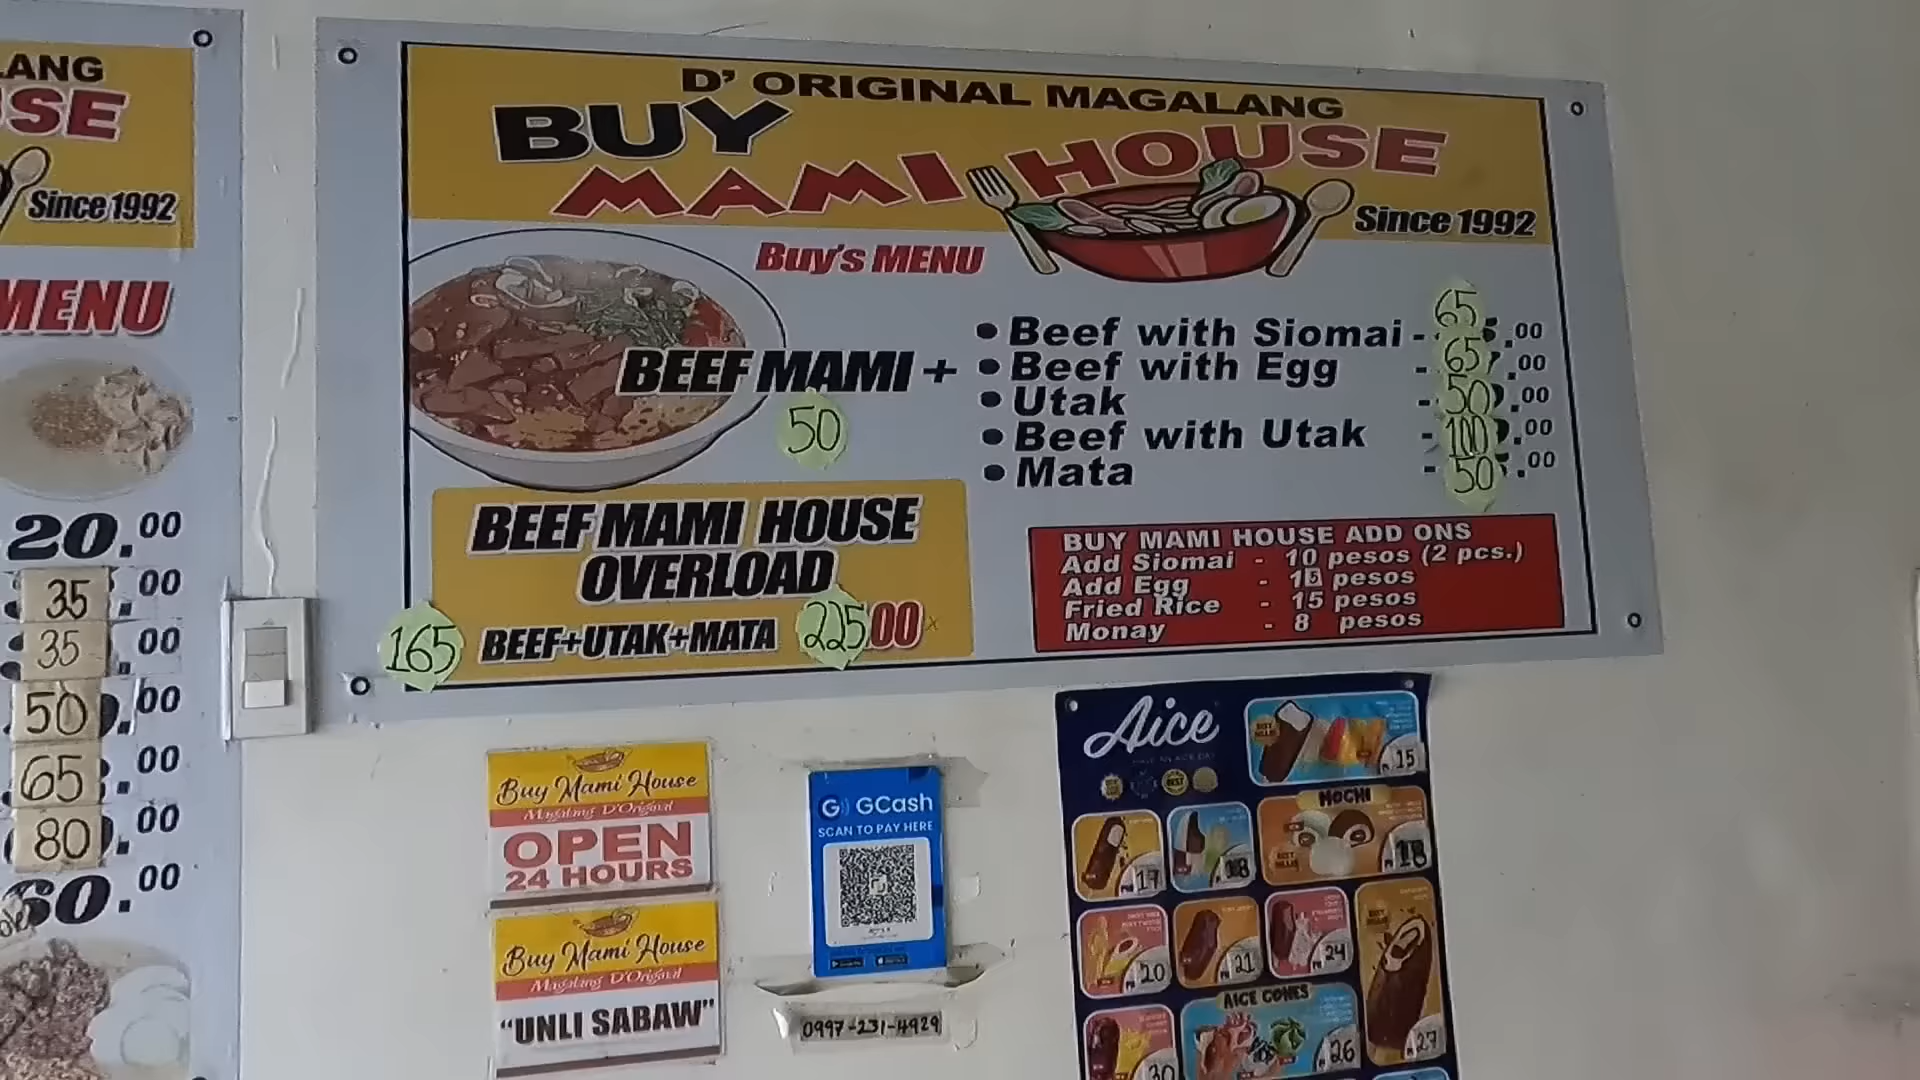 LANG
SE
Since 1992
MENU
20.00
35 .00
35 .00
50 .00
65 .00
80 .00
60.00
D' ORIGINAL MAGALANG
BUY
MAMI HOUSE
Since 1992
Buy's MENU
BEEF MAMI +
50
• Beef with Siomai - 65 .00
• Beef with Egg - 65 .00
• Utak - 50 .00
• Beef with Utak - 100 .00
• Mata - 50 .00
BEEF MAMI HOUSE
OVERLOAD
165 BEEF+UTAK+MATA 225.00
BUY MAMI HOUSE ADD ONS
Add Siomai - 10 pesos (2 pcs.)
Add Egg - 15 pesos
Fried Rice - 15 pesos
Monay - 8 pesos
Buy Mami House
Magalang D'Original
OPEN
24 HOURS
Buy Mami House
Magalang D'Original
"UNLI SABAW"
GCash
SCAN TO PAY HERE
0997-231-4929
Aice
15
MOCHI
17
18
18
20
21
24
AICE CONES
30
26
27